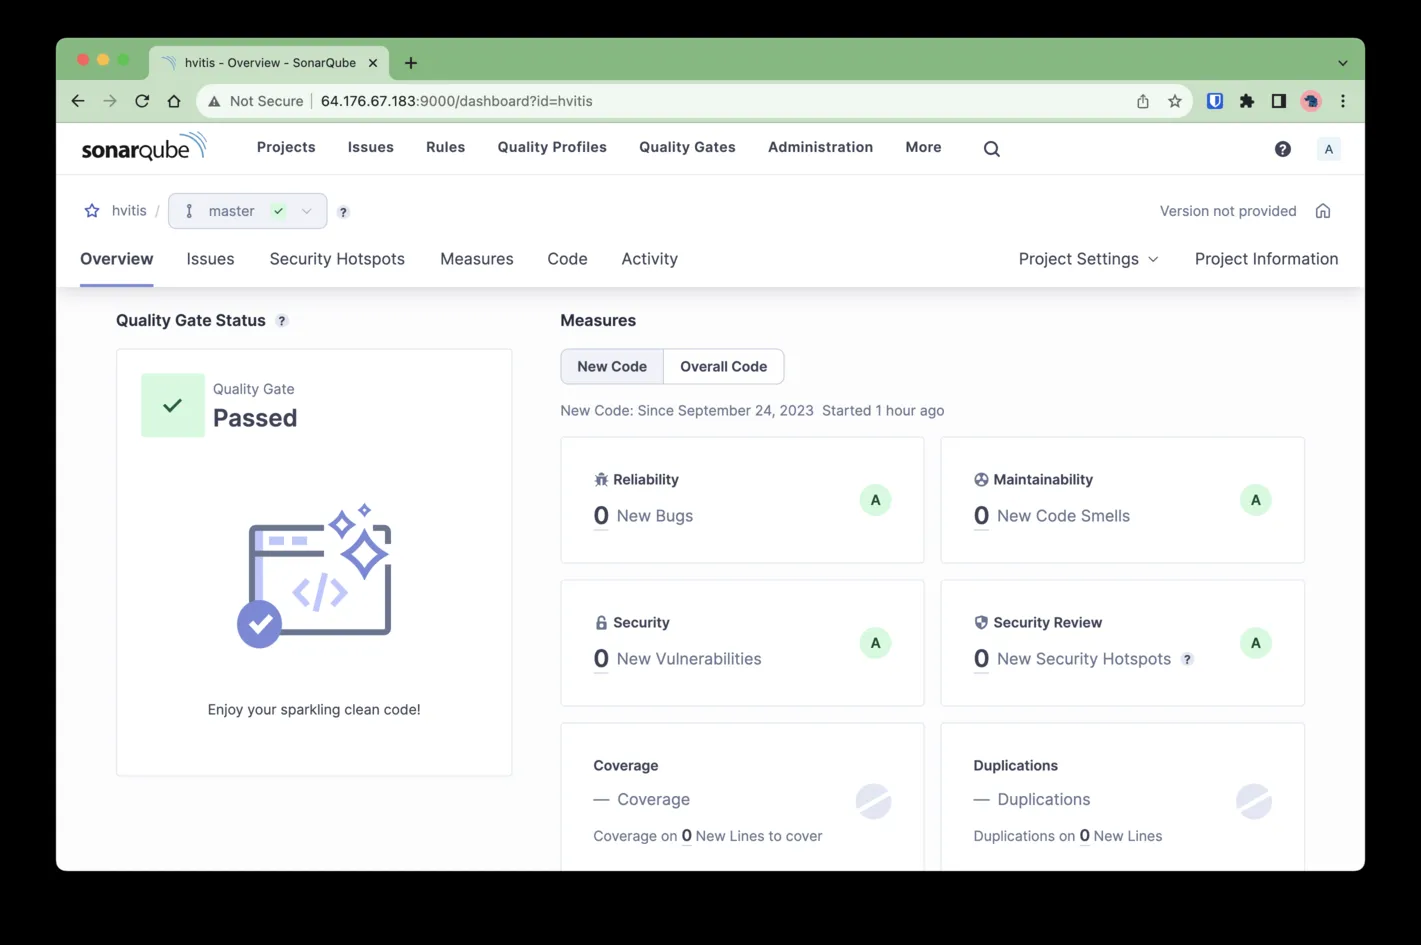 hvitis - Overview - SonarQube
Not Secure 64.176.67.183:9000/dashboard?id=hvitis
sonarqube Projects Issues Rules Quality Profiles Quality Gates Administration More ? A
hvitis / master ? Version not provided
Overview Issues Security Hotspots Measures Code Activity Project Settings Project Information
Quality Gate Status ?
Quality Gate
Passed
Enjoy your sparkling clean code!
Measures
New Code Overall Code
New Code: Since September 24, 2023 Started 1 hour ago
Reliability
0 New Bugs
A
Maintainability
0 New Code Smells
A
Security
0 New Vulnerabilities
A
Security Review
0 New Security Hotspots ?
A
Coverage
— Coverage
Coverage on 0 New Lines to cover
Duplications
— Duplications
Duplications on 0 New Lines